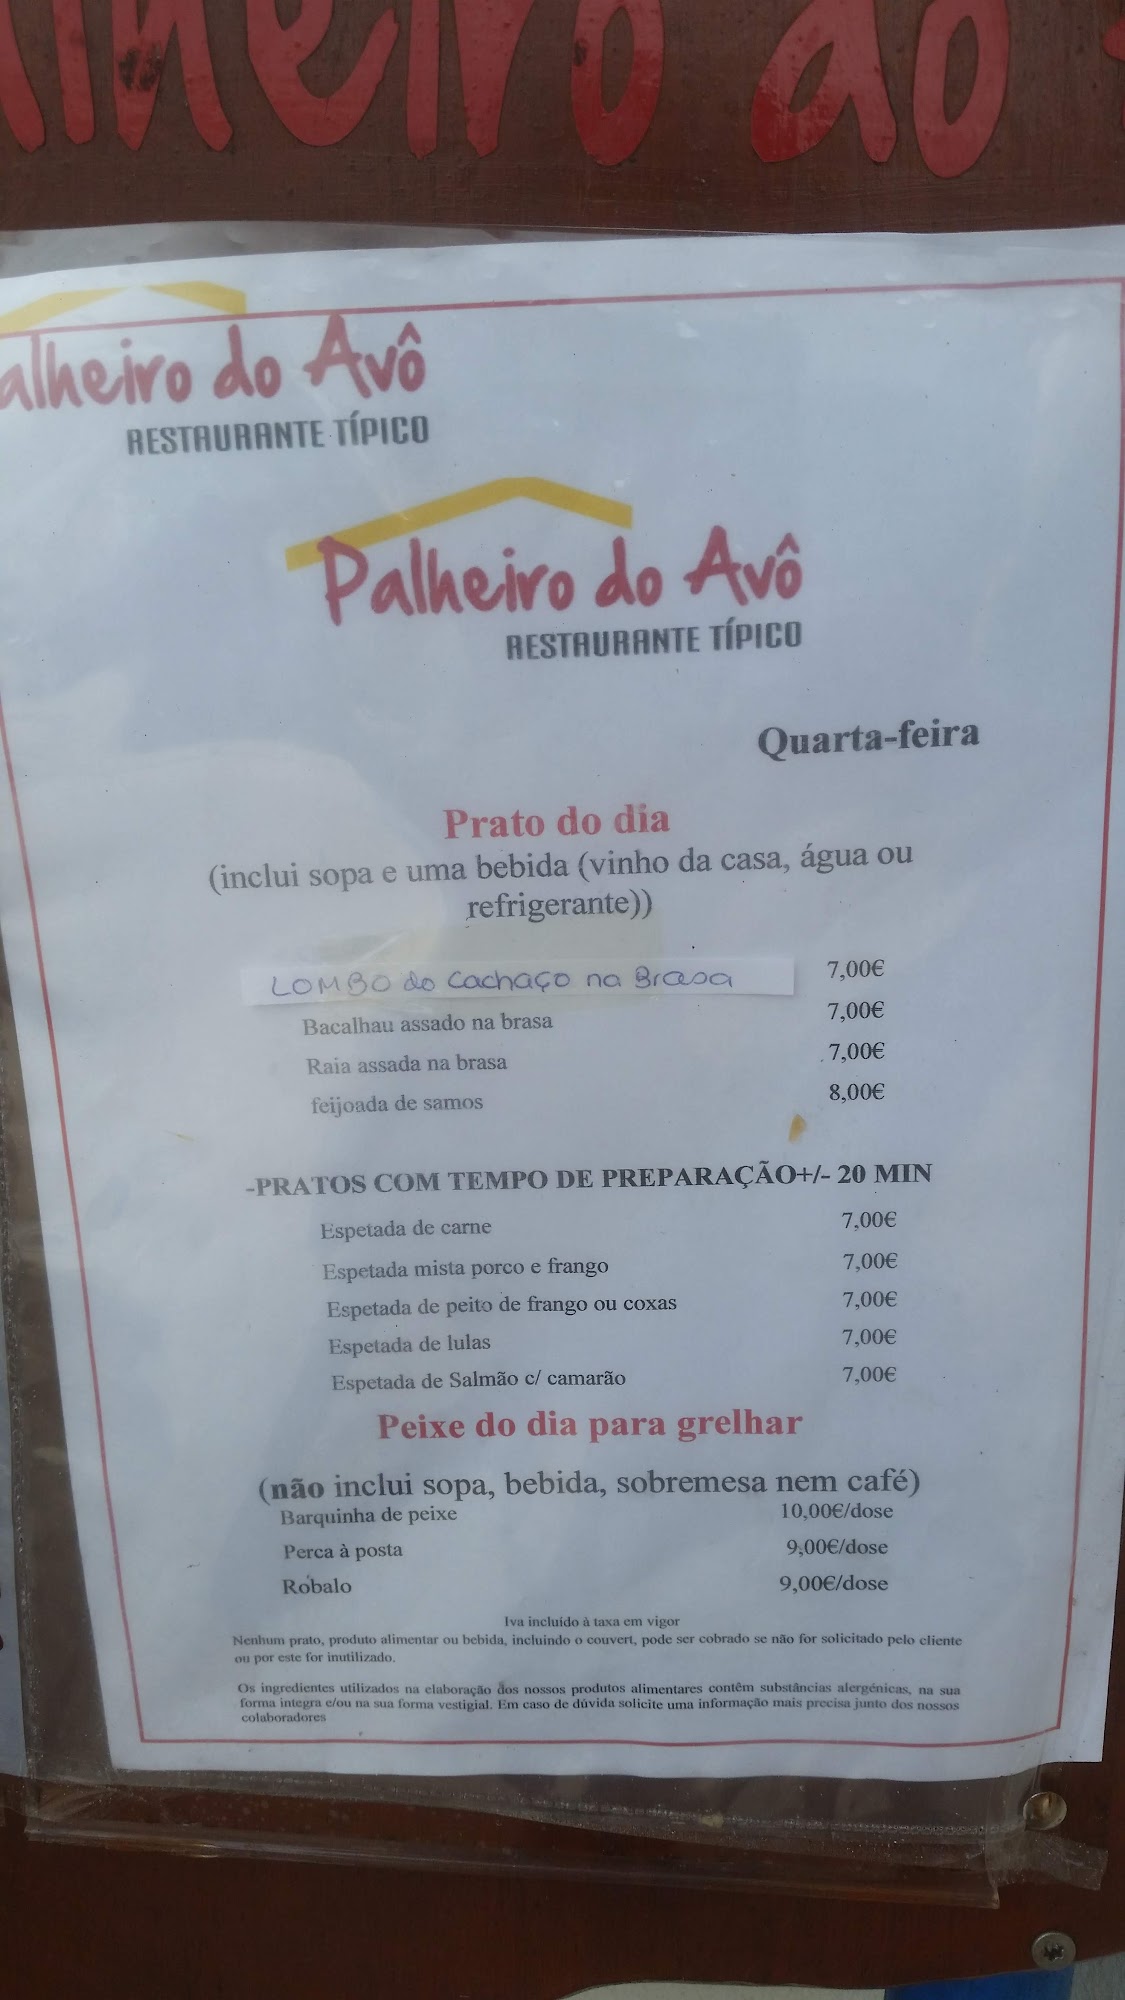 alheiro do Avô
RESTAURANTE TÍPICO
Palheiro do Avô
RESTAURANTE TÍPICO
Quarta-feira
Prato do dia
(inclui sopa e uma bebida (vinho da casa, água ou
refrigerante))
LOMBO do Cachaço na Brasa 7,00€
Bacalhau assado na brasa 7,00€
Raia assada na brasa 7,00€
feijoada de samos 8,00€
-PRATOS COM TEMPO DE PREPARAÇÃO+/- 20 MIN
Espetada de carne 7,00€
Espetada mista porco e frango 7,00€
Espetada de peito de frango ou coxas 7,00€
Espetada de lulas 7,00€
Espetada de Salmão c/ camarão 7,00€
Peixe do dia para grelhar
(não inclui sopa, bebida, sobremesa nem café)
Barquinha de peixe 10,00€/dose
Perca à posta 9,00€/dose
Robalo 9,00€/dose
Iva incluído à taxa em vigor
Nenhum prato, produto alimentar ou bebida, incluindo o couvert, pode ser cobrado se não for solicitado pelo cliente
ou por este for inutilizado.
Os ingredientes utilizados na elaboração dos nossos produtos alimentares contêm substâncias alergénicas, na sua
forma integra e/ou na sua forma vestigial. Em caso de dúvida solicite uma informação mais precisa junto dos nossos
colaboradores